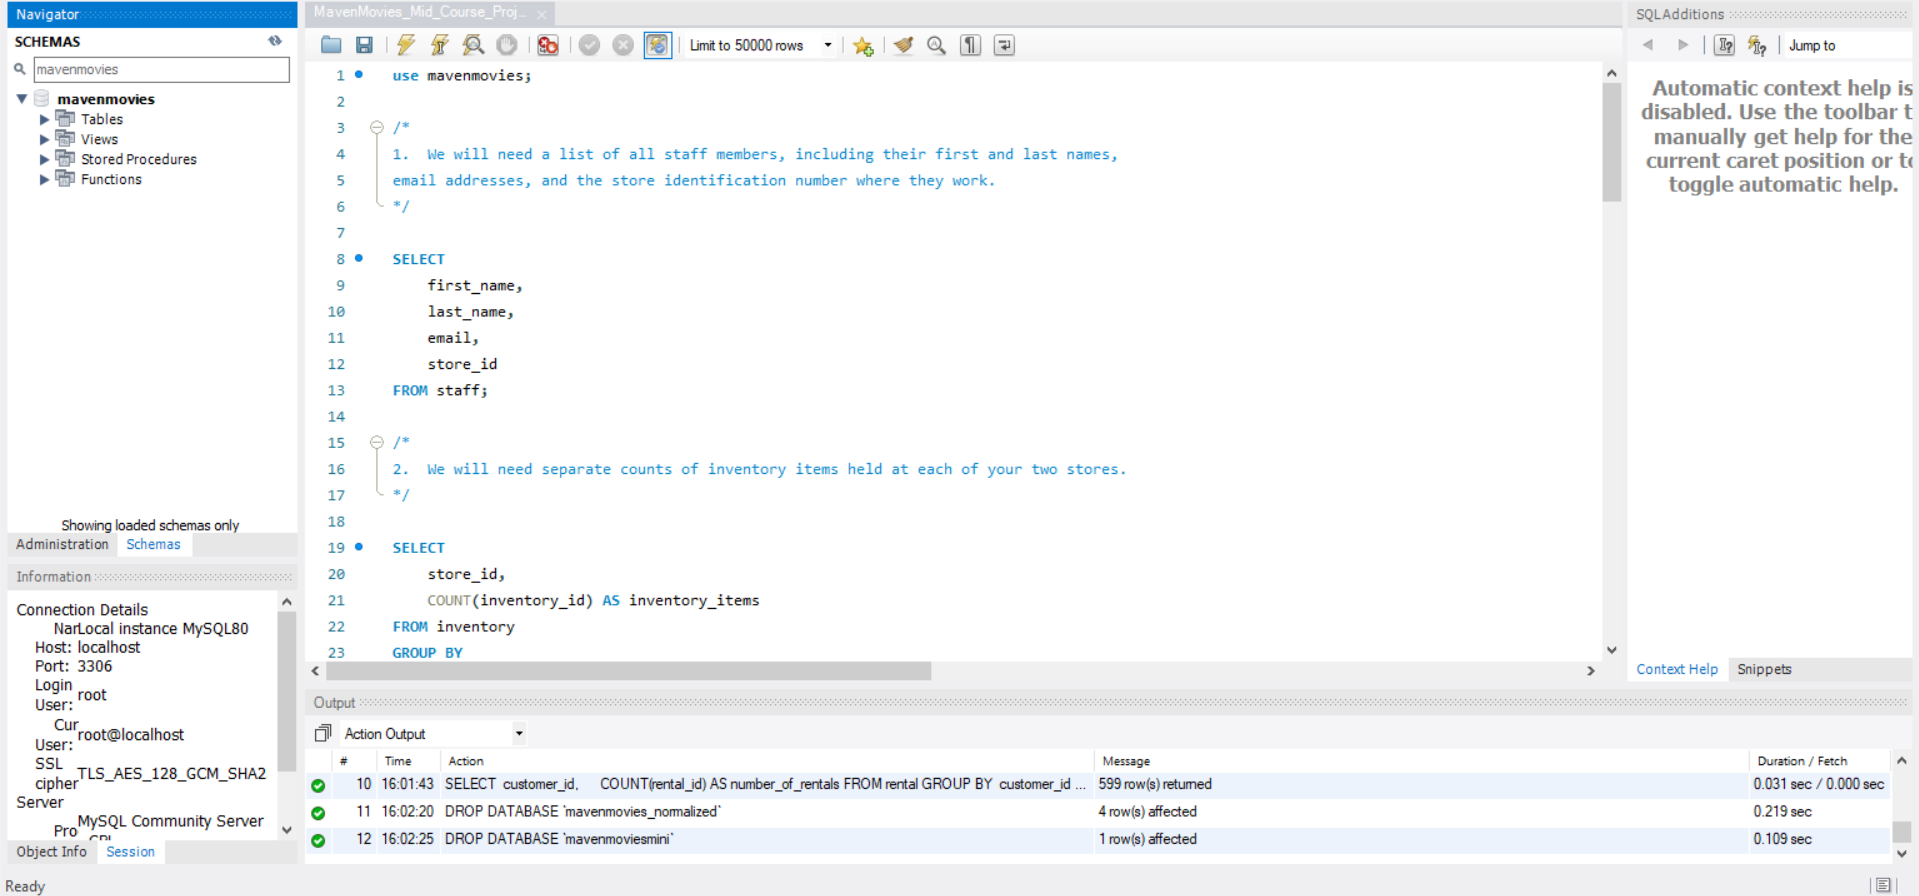 Navigator
SCHEMAS
mavenmovies
mavenmovies
Tables
Views
Stored Procedures
Functions
Showing loaded schemas only
Administration Schemas
Information
Connection Details
NarLocal instance MySQL80
Host: localhost
Port: 3306
Login
User: root
Cur
User: root@localhost
SSL
cipher TLS_AES_128_GCM_SHA2
Server
Pro MySQL Community Server
Object Info Session
Ready
MavenMovies_Mid_Course_Proj...
Limit to 50000 rows
1 use mavenmovies;
2
3 /*
4 1. We will need a list of all staff members, including their first and last names,
5 email addresses, and the store identification number where they work.
6 */
7
8 SELECT
9 first_name,
10 last_name,
11 email,
12 store_id
13 FROM staff;
14
15 /*
16 2. We will need separate counts of inventory items held at each of your two stores.
17 */
18
19 SELECT
20 store_id,
21 COUNT(inventory_id) AS inventory_items
22 FROM inventory
23 GROUP BY
Output
Action Output
# Time Action Message Duration / Fetch
10 16:01:43 SELECT customer_id, COUNT(rental_id) AS number_of_rentals FROM rental GROUP BY customer_id ... 599 row(s) returned 0.031 sec / 0.000 sec
11 16:02:20 DROP DATABASE `mavenmovies_normalized` 4 row(s) affected 0.219 sec
12 16:02:25 DROP DATABASE `mavenmoviesmini` 1 row(s) affected 0.109 sec
SQLAdditions
Jump to
Automatic context help is
disabled. Use the toolbar t
manually get help for the
current caret position or to
toggle automatic help.
Context Help Snippets